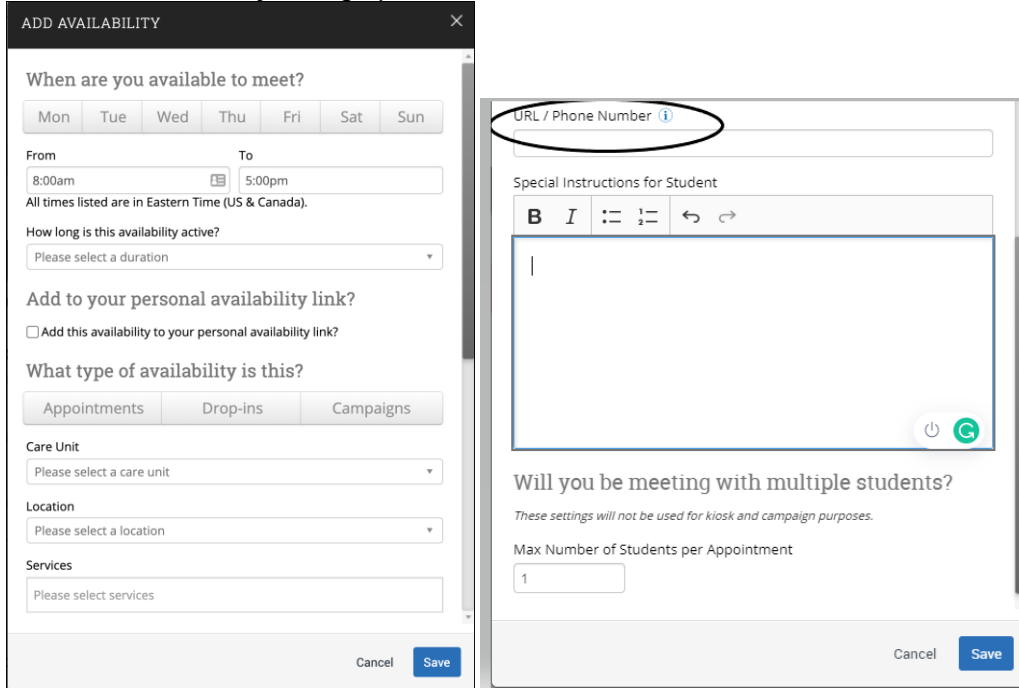 ADD AVAILABILITY
When are you available to meet?
Mon Tue Wed Thu Fri Sat Sun
From To
8:00am 5:00pm
All times listed are in Eastern Time (US & Canada).
How long is this availability active?
Please select a duration
Add to your personal availability link?
Add this availability to your personal availability link?
What type of availability is this?
Appointments Drop-ins Campaigns
Care Unit
Please select a care unit
Location
Please select a location
Services
Please select services
Cancel Save
URL / Phone Number
Special Instructions for Student
B I
Will you be meeting with multiple students?
These settings will not be used for kiosk and campaign purposes.
Max Number of Students per Appointment
1
Cancel Save